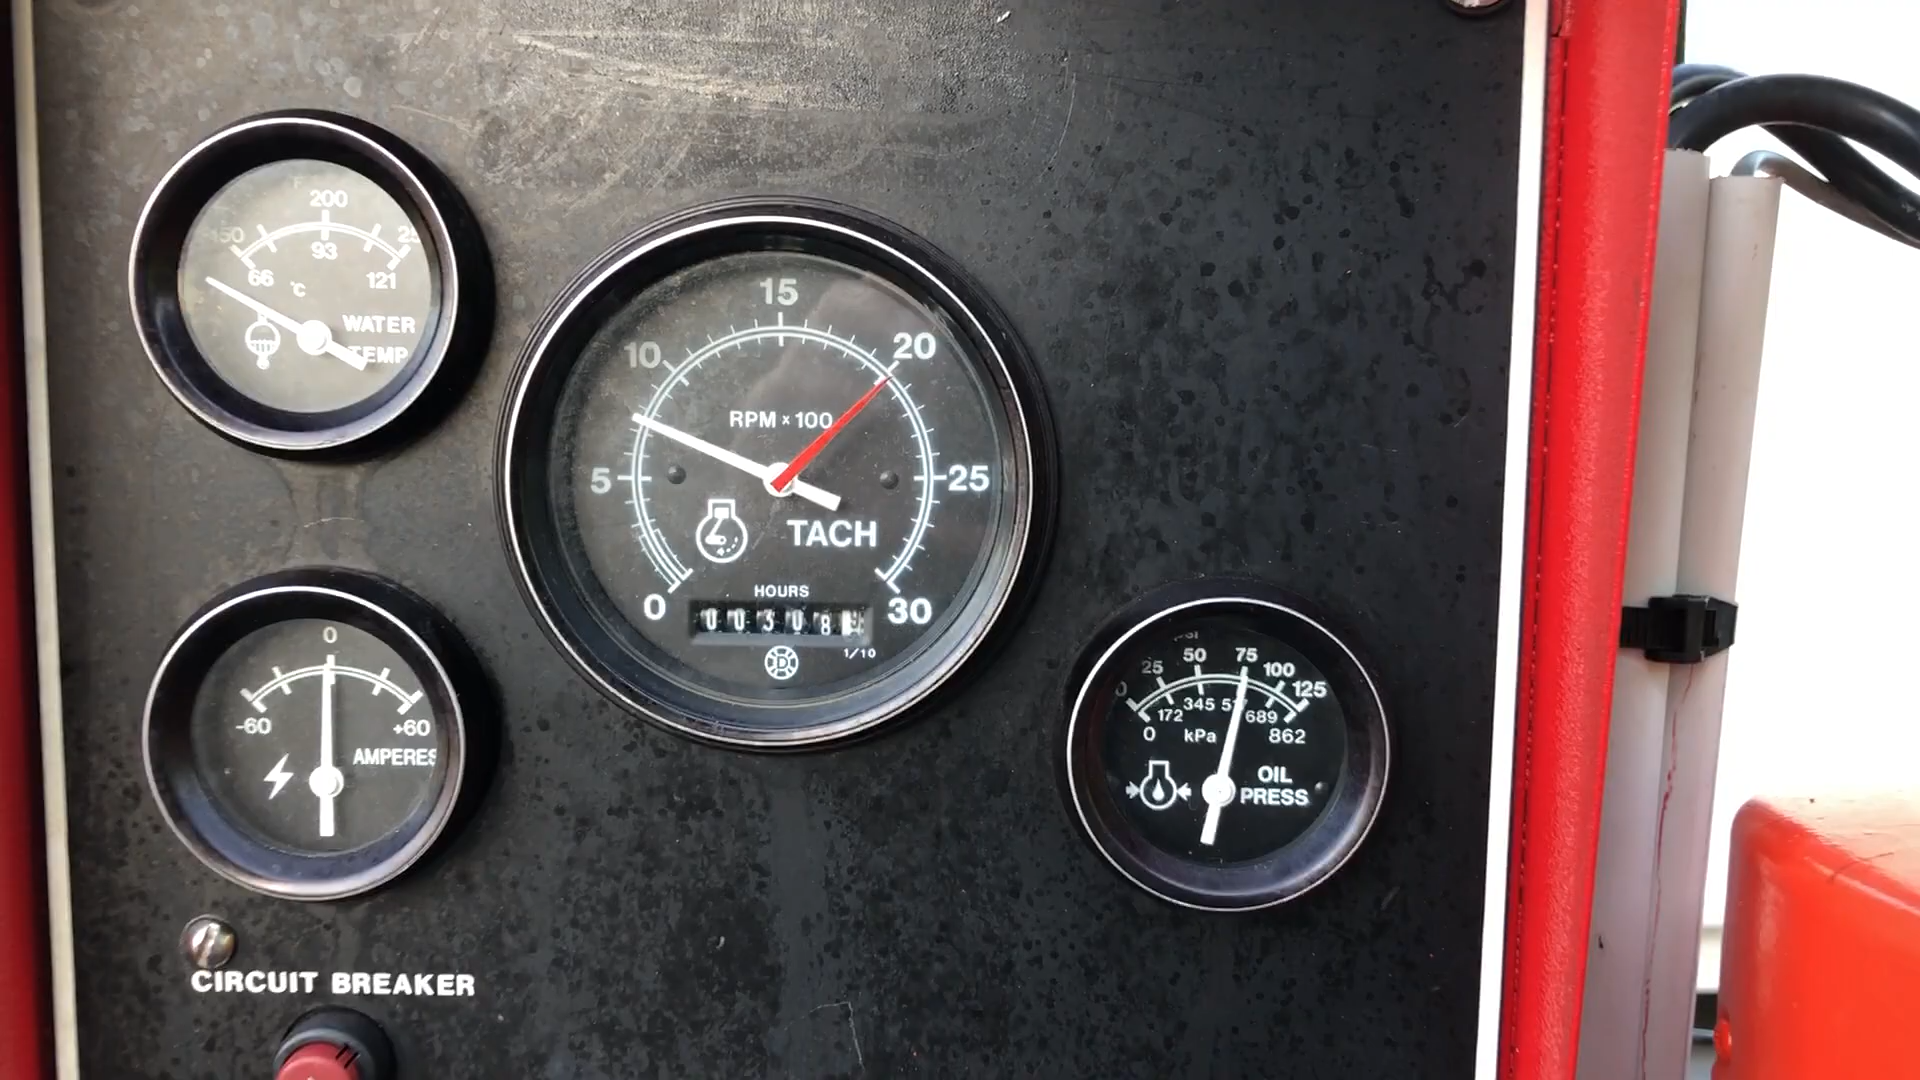 200
93
66
°C
121
WATER
TEMP
15
10
20
RPM x 100
5
25
TACH
HOURS
0
30
1/10
0
-60
+60
AMPERES
PSI
75
50
100
25
125
0
345
172
689
0
kPa
862
OIL
PRESS
CIRCUIT BREAKER